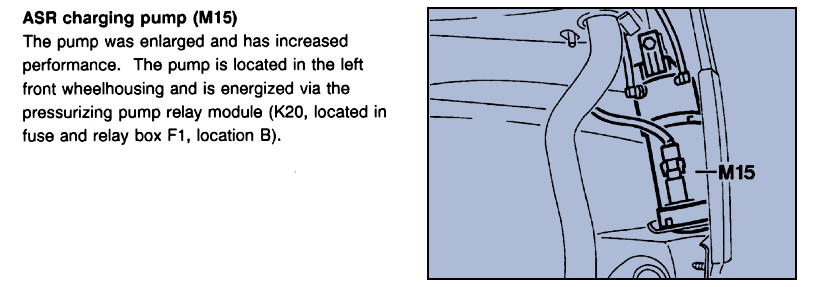 ASR charging pump (M15)
The pump was enlarged and has increased
performance. The pump is located in the left
front wheelhousing and is energized via the
pressurizing pump relay module (K20, located in
fuse and relay box F1, location B).
M15